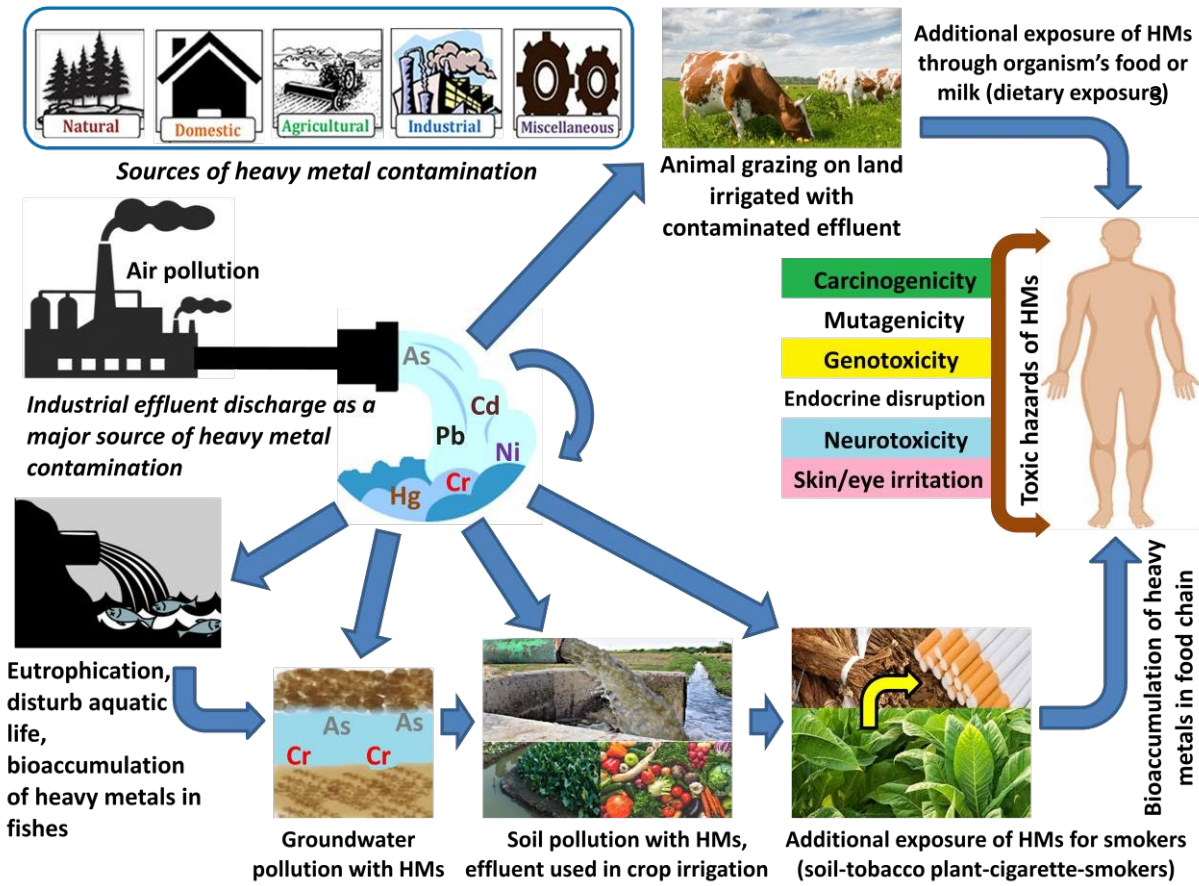 Natural
Domestic
Agricultural
Industrial
Miscellaneous
Sources of heavy metal contamination
Additional exposure of HMs
through organism's food or
milk (dietary exposure)
Animal grazing on land
irrigated with
contaminated effluent
Air pollution
Industrial effluent discharge as a
major source of heavy metal
contamination
As
Cd
Pb
Ni
Cr
Hg
Carcinogenicity
Mutagenicity
Genotoxicity
Endocrine disruption
Neurotoxicity
Skin/eye irritation
Toxic hazards of HMs
Eutrophication,
disturb aquatic
life,
bioaccumulation
of heavy metals in
fishes
As
As
Cr
Cr
Groundwater
pollution with HMs
Soil pollution with HMs,
effluent used in crop irrigation
Additional exposure of HMs for smokers
(soil-tobacco plant-cigarette-smokers)
Bioaccumulation of heavy
metals in food chain